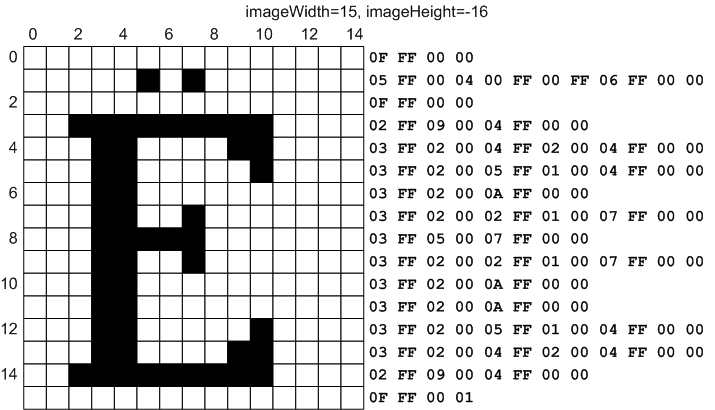 imageWidth=15, imageHeight=-16
0 2 4 6 8 10 12 14
0 0F FF 00 00
05 FF 00 04 00 FF 00 FF 06 FF 00 00
2 0F FF 00 00
02 FF 09 00 04 FF 00 00
4 03 FF 02 00 04 FF 02 00 04 FF 00 00
03 FF 02 00 05 FF 01 00 04 FF 00 00
6 03 FF 02 00 0A FF 00 00
03 FF 02 00 02 FF 01 00 07 FF 00 00
8 03 FF 05 00 07 FF 00 00
03 FF 02 00 02 FF 01 00 07 FF 00 00
10 03 FF 02 00 0A FF 00 00
03 FF 02 00 0A FF 00 00
12 03 FF 02 00 05 FF 01 00 04 FF 00 00
03 FF 02 00 04 FF 02 00 04 FF 00 00
14 02 FF 09 00 04 FF 00 00
0F FF 00 01